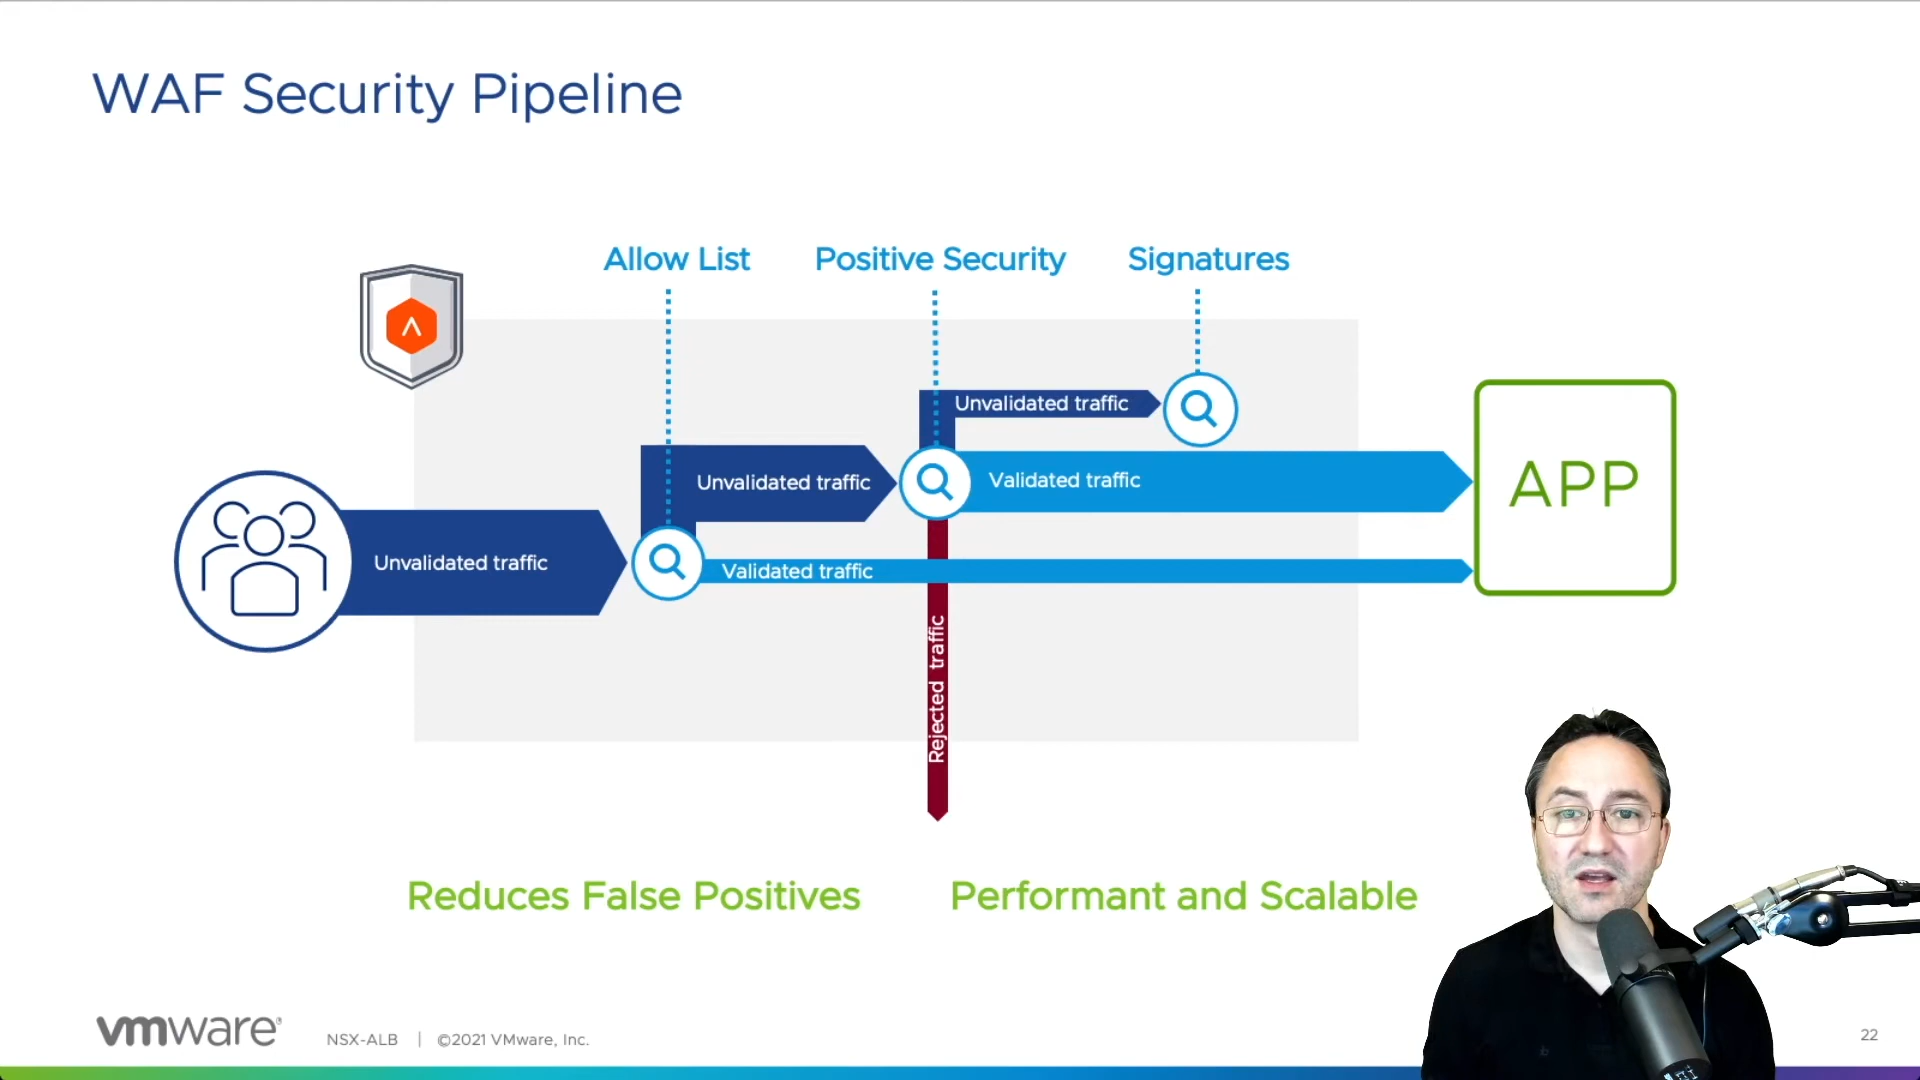 WAF Security Pipeline
Allow List
Positive Security
Signatures
Unvalidated traffic
Unvalidated traffic
Validated traffic
Unvalidated traffic
Validated traffic
Rejected traffic
APP
Reduces False Positives
Performant and Scalable
vmware®
NSX-ALB | ©2021 VMware, Inc.
22